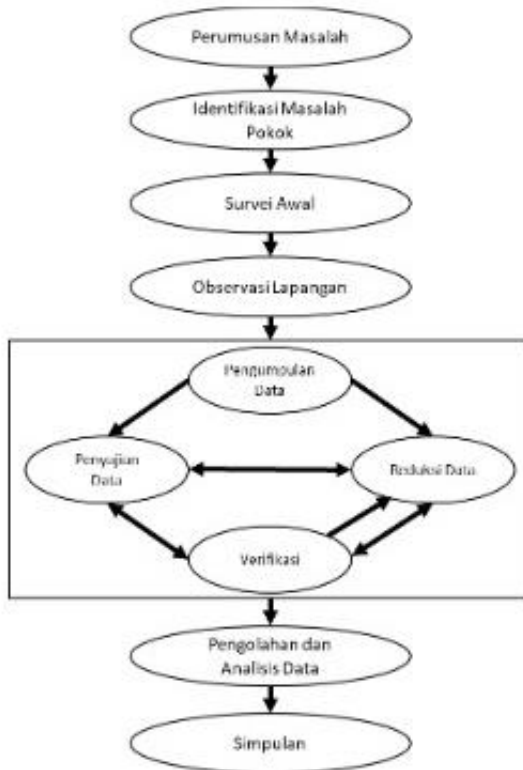 Perumusan Masalah
Identifikasi Masalah
Pokok
Survei Awal
Observasi Lapangan
Pengumpulan
Data
Penyajian
Data
Reduksi Data
Verifikasi
Pengolahan dan
Analisis Data
Simpulan